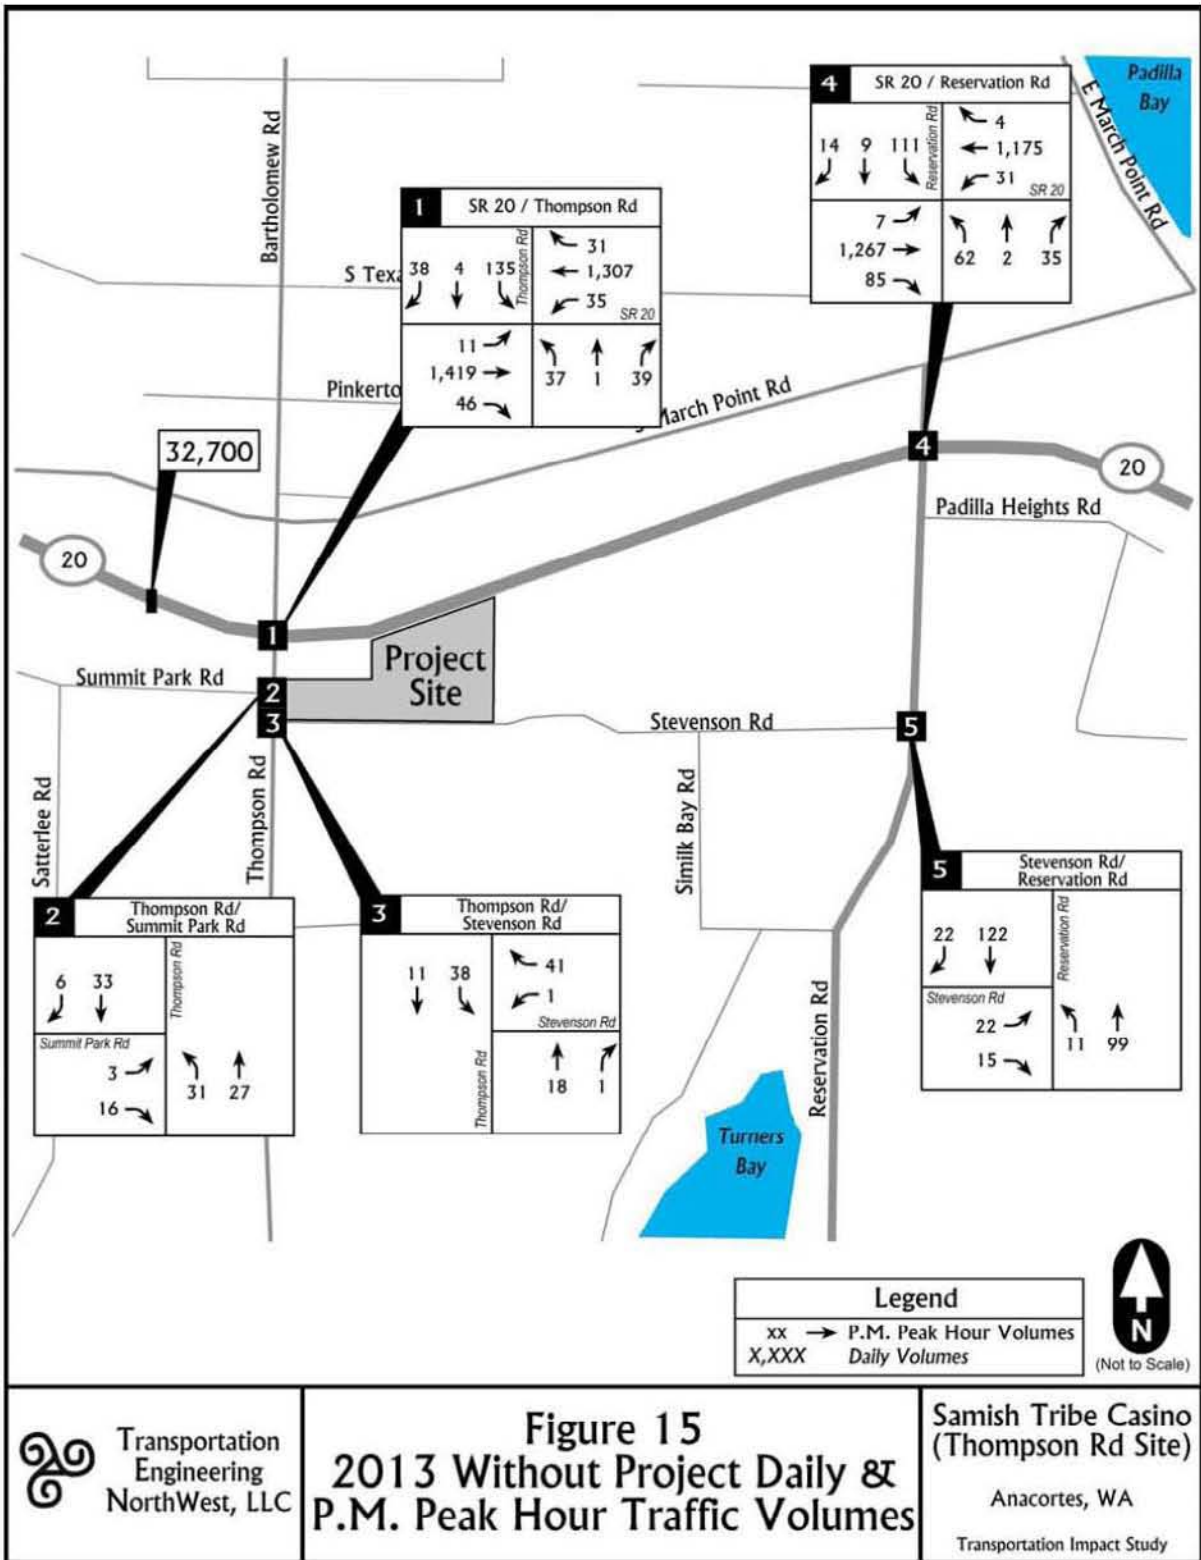 Padilla
Bay
E March Point Rd
Bartholomew Rd
4 SR 20 / Reservation Rd
14 9 111
Reservation Rd
4
1,175
31
SR 20
7
1,267
85
62 2 35
1 SR 20 / Thompson Rd
38 4 135
Thompson Rd
31
1,307
35
SR 20
11
1,419
46
37 1 39
S Texa
Pinkerto
March Point Rd
32,700
20
20
4
Padilla Heights Rd
1
Project
Site
Summit Park Rd
2
3
Stevenson Rd
5
Satterlee Rd
Thompson Rd
Similk Bay Rd
Reservation Rd
2 Thompson Rd/
Summit Park Rd
6 33
Thompson Rd
Summit Park Rd
3
16
31 27
3 Thompson Rd/
Stevenson Rd
11 38
41
1
Stevenson Rd
Thompson Rd
18 1
5 Stevenson Rd/
Reservation Rd
22 122
Reservation Rd
Stevenson Rd
22
15
11 99
Turners
Bay
Legend
xx P.M. Peak Hour Volumes
X,XXX Daily Volumes
N
(Not to Scale)
Transportation
Engineering
NorthWest, LLC
Figure 15
2013 Without Project Daily &
P.M. Peak Hour Traffic Volumes
Samish Tribe Casino
(Thompson Rd Site)
Anacortes, WA
Transportation Impact Study